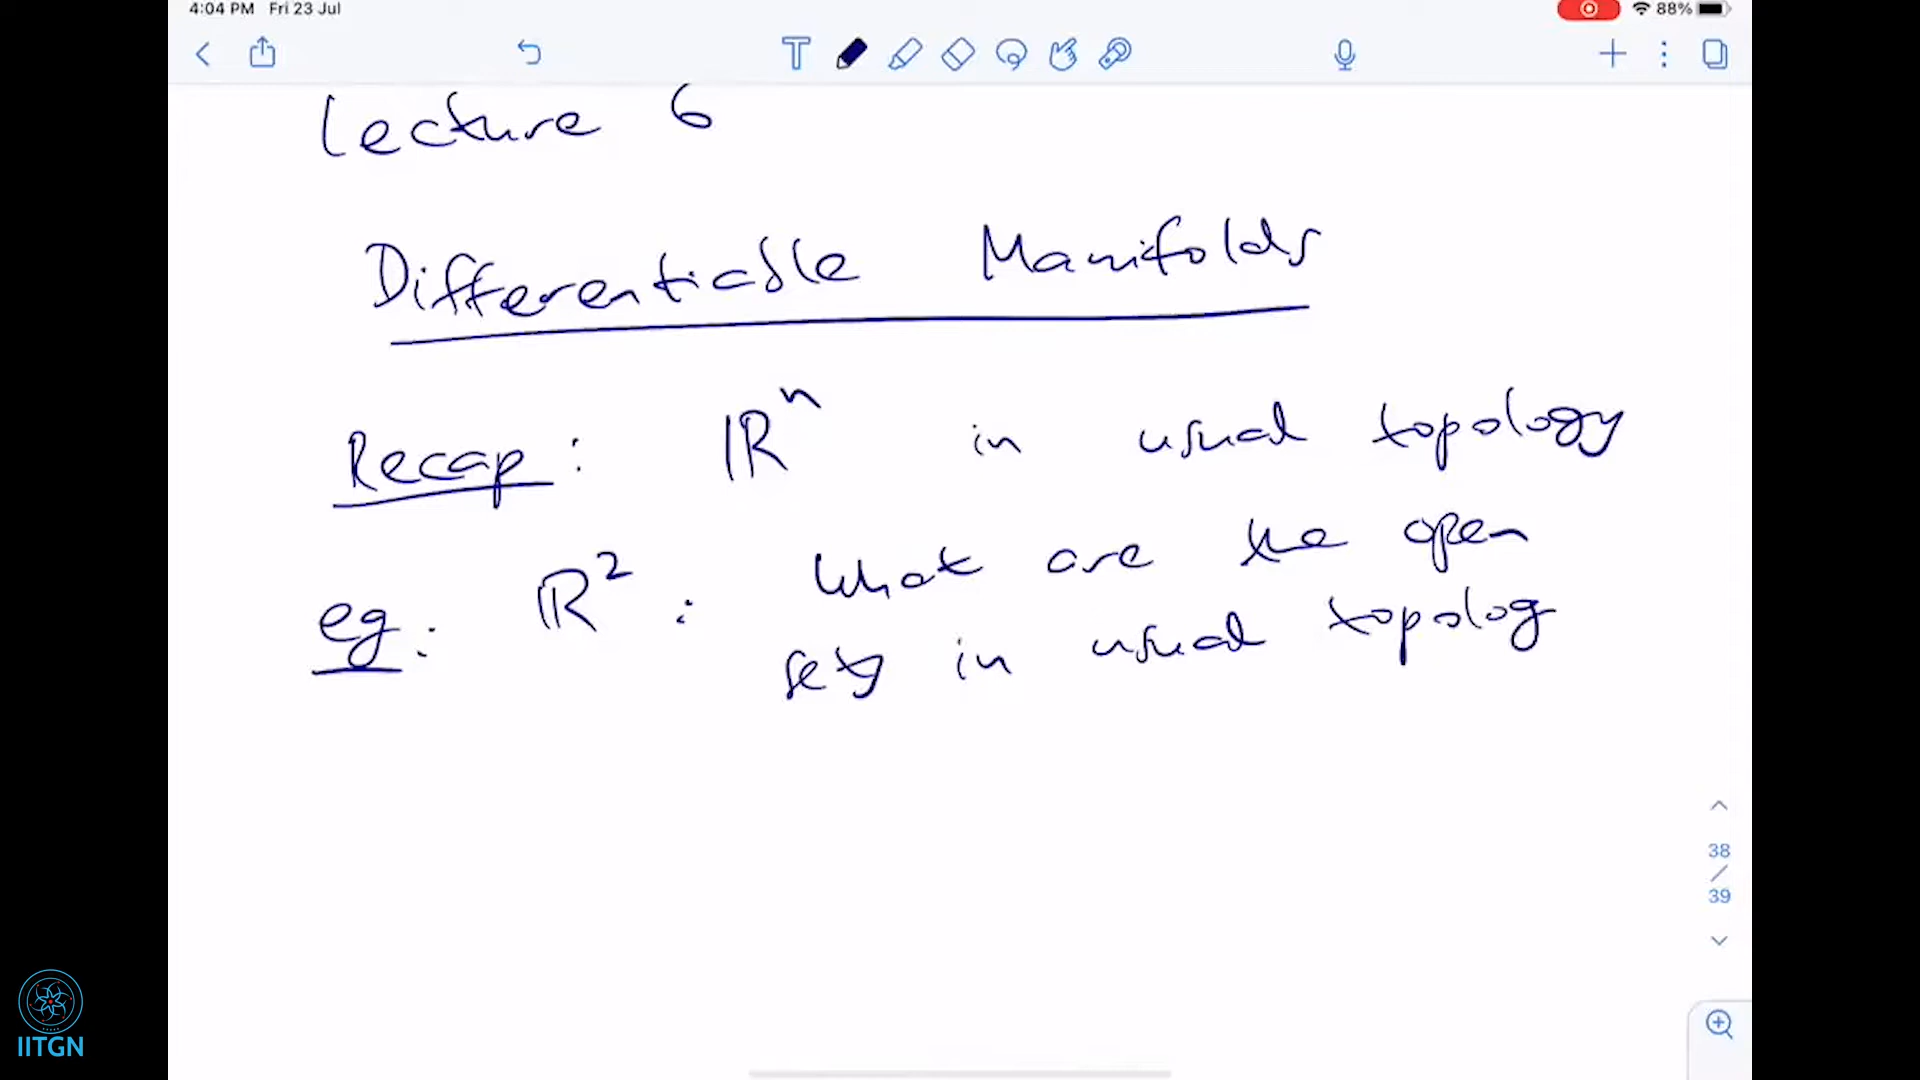 4:04 PM Fri 23 Jul 88%
Lecture 6
Differentiable Manifolds
Recap: ℝⁿ in usual topology
eg: ℝ²: What are the open
sets in usual topolog
38
/
39
IITGN